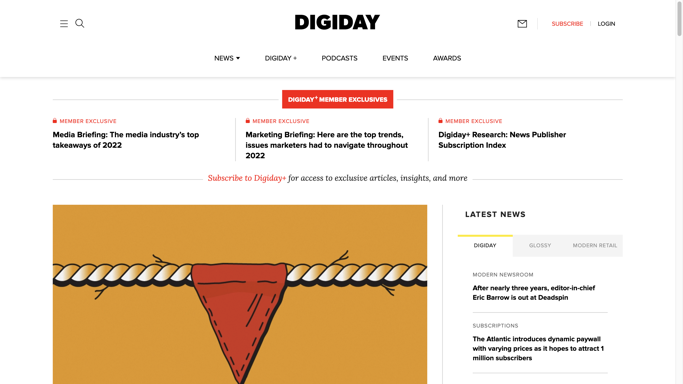 DIGIDAY
SUBSCRIBE
LOGIN
NEWS
DIGIDAY +
PODCASTS
EVENTS
AWARDS
DIGIDAY+ MEMBER EXCLUSIVES
MEMBER EXCLUSIVE
Media Briefing: The media industry's top
takeaways of 2022
MEMBER EXCLUSIVE
Marketing Briefing: Here are the top trends,
issues marketers had to navigate throughout
2022
MEMBER EXCLUSIVE
Digiday+ Research: News Publisher
Subscription Index
Subscribe to Digiday+ for access to exclusive articles, insights, and more
LATEST NEWS
DIGIDAY
GLOSSY
MODERN RETAIL
MODERN NEWSROOM
After nearly three years, editor-in-chief
Eric Barrow is out at Deadspin
SUBSCRIPTIONS
The Atlantic introduces dynamic paywall
with varying prices as it hopes to attract 1
million subscribers